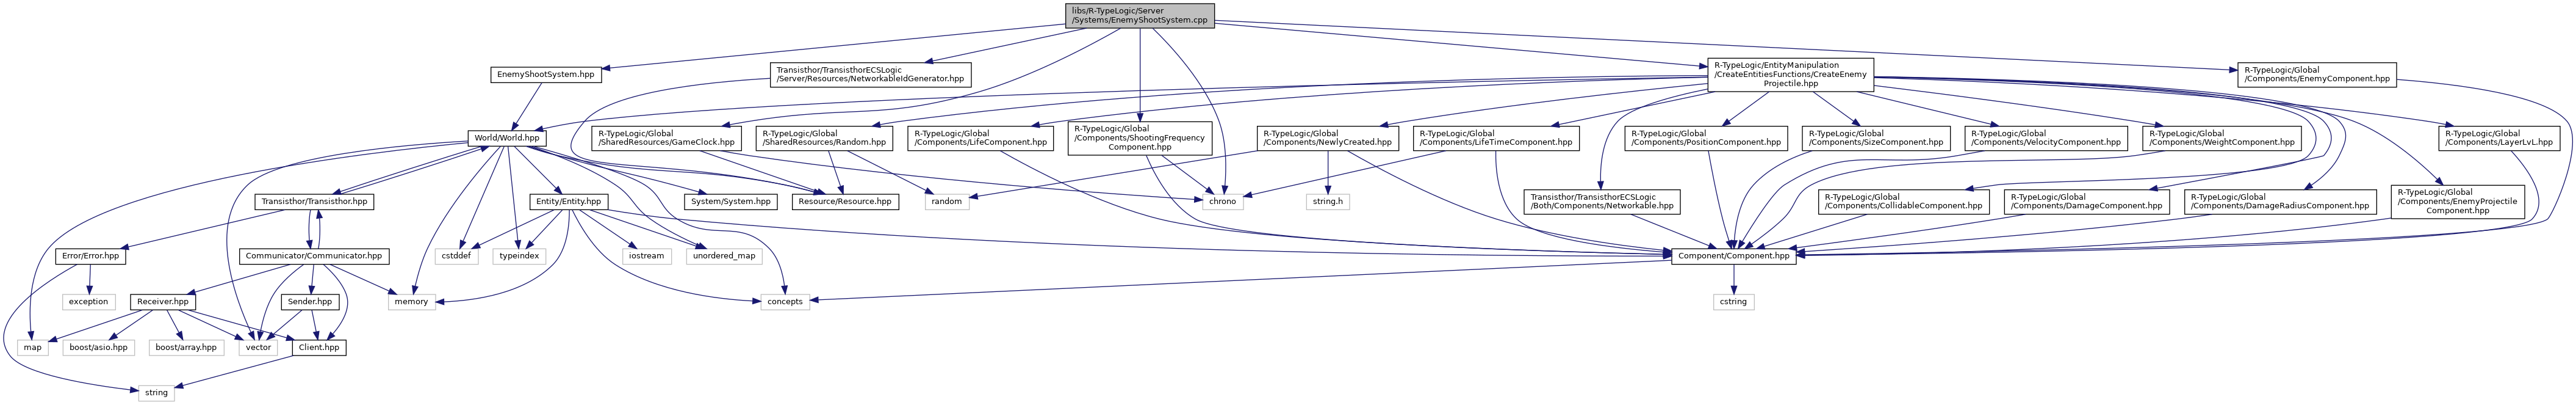 libs/R-TypeLogic/Server
/Systems/EnemyShootSystem.cpp
EnemyShootSystem.hpp
Transisthor/TransisthorECSLogic
/Server/Resources/NetworkableIdGenerator.hpp
R-TypeLogic/EntityManipulation
/CreateEntitiesFunctions/CreateEnemy
Projectile.hpp
R-TypeLogic/Global
/Components/EnemyComponent.hpp
World/World.hpp
R-TypeLogic/Global
/SharedResources/GameClock.hpp
R-TypeLogic/Global
/SharedResources/Random.hpp
R-TypeLogic/Global
/Components/LifeComponent.hpp
R-TypeLogic/Global
/Components/ShootingFrequency
Component.hpp
R-TypeLogic/Global
/Components/NewlyCreated.hpp
R-TypeLogic/Global
/Components/LifeTimeComponent.hpp
R-TypeLogic/Global
/Components/PositionComponent.hpp
R-TypeLogic/Global
/Components/SizeComponent.hpp
R-TypeLogic/Global
/Components/VelocityComponent.hpp
R-TypeLogic/Global
/Components/WeightComponent.hpp
R-TypeLogic/Global
/Components/LayerLvL.hpp
Transisthor/Transisthor.hpp
Entity/Entity.hpp
System/System.hpp
Resource/Resource.hpp
random
chrono
string.h
Transisthor/TransisthorECSLogic
/Both/Components/Networkable.hpp
R-TypeLogic/Global
/Components/CollidableComponent.hpp
R-TypeLogic/Global
/Components/DamageComponent.hpp
R-TypeLogic/Global
/Components/DamageRadiusComponent.hpp
R-TypeLogic/Global
/Components/EnemyProjectile
Component.hpp
Error/Error.hpp
Communicator/Communicator.hpp
cstddef
typeindex
iostream
unordered_map
Component/Component.hpp
exception
Receiver.hpp
Sender.hpp
memory
concepts
cstring
map
boost/asio.hpp
boost/array.hpp
vector
Client.hpp
string